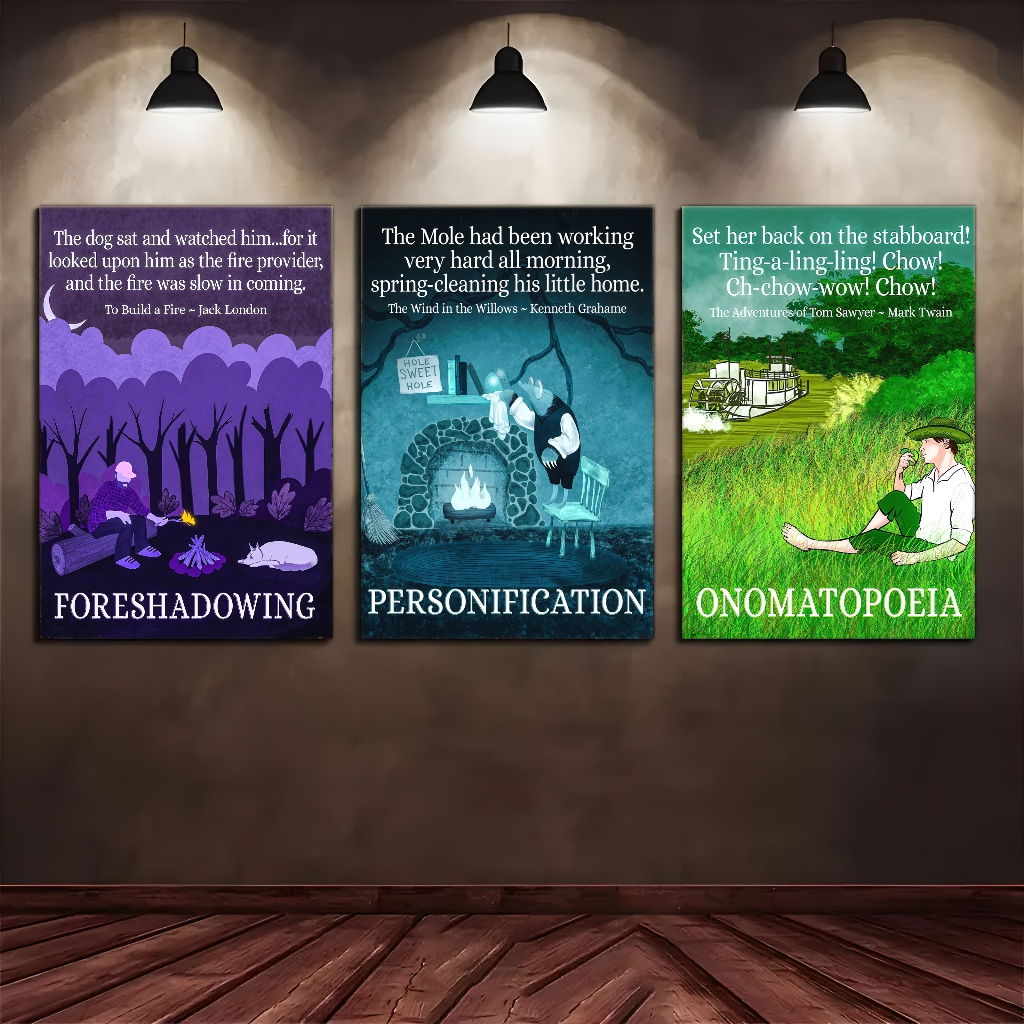 The dog sat and watched him...for it
looked upon him as the fire provider,
and the fire was slow in coming.
To Build a Fire ~ Jack London
FORESHADOWING
The Mole had been working
very hard all morning,
spring-cleaning his little home.
The Wind in the Willows ~ Kenneth Grahame
HOLE
SWEET
HOLE
PERSONIFICATION
Set her back on the stabboard!
Ting-a-ling-ling! Chow!
Ch-chow-wow! Chow!
The Adventures of Tom Sawyer ~ Mark Twain
ONOMATOPOEIA